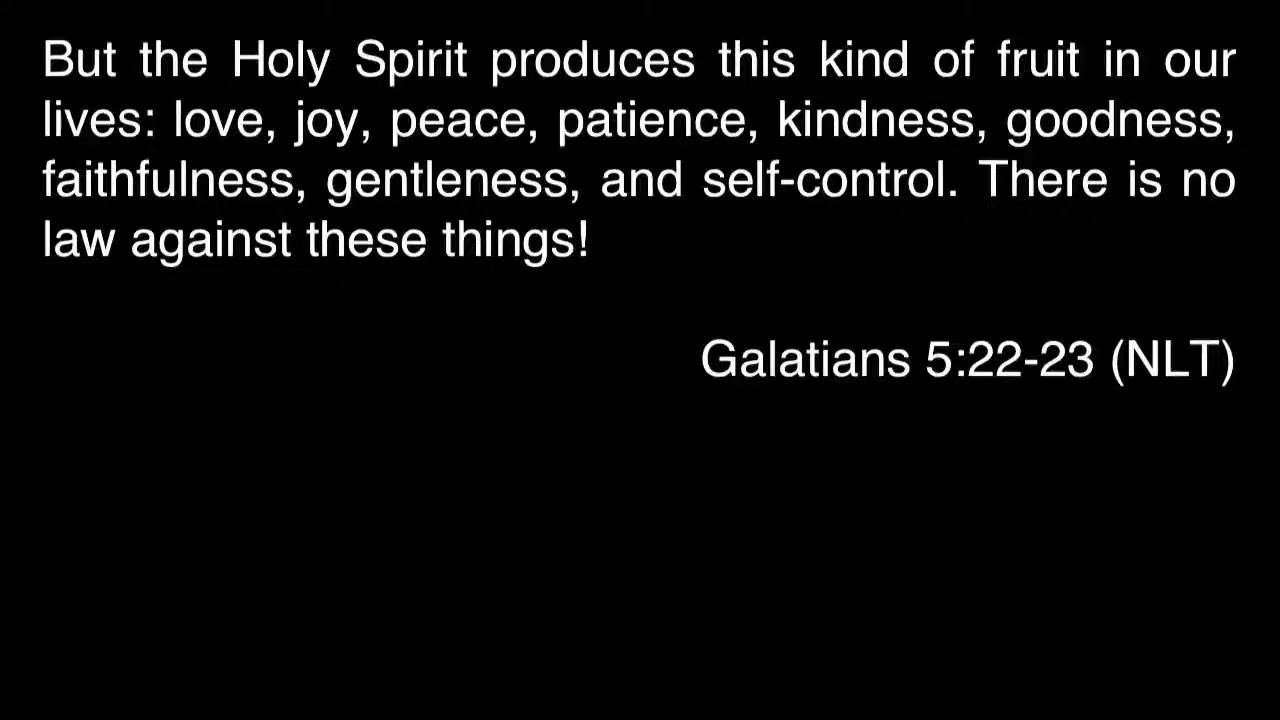 But the Holy Spirit produces this kind of fruit in our
lives: love, joy, peace, patience, kindness, goodness,
faithfulness, gentleness, and self-control. There is no
law against these things!
Galatians 5:22-23 (NLT)